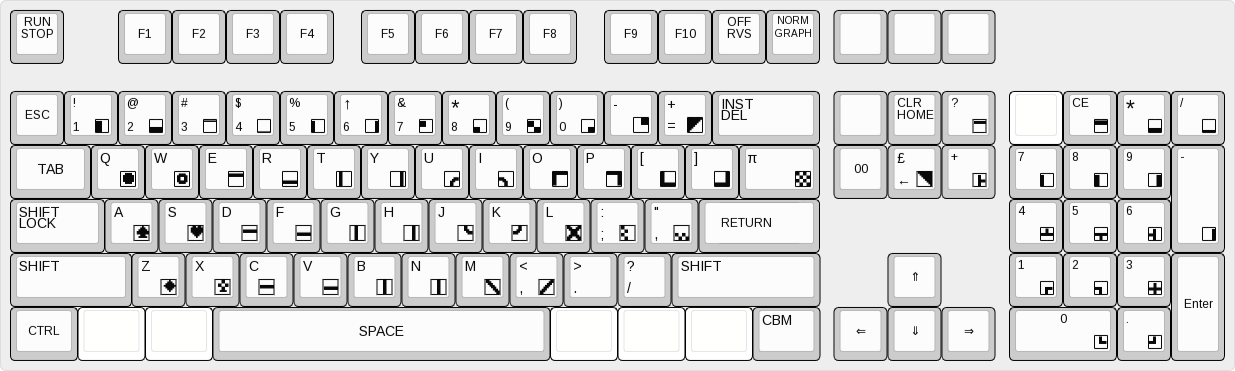 RUN STOP F1 F2 F3 F4 F5 F6 F7 F8 F9 F10 OFF RVS NORM GRAPH
ESC ! 1 @ 2 # 3 $ 4 % 5 ↑ 6 & 7 * 8 ( 9 ) 0 - + = INST DEL CLR HOME ? CE * /
TAB Q W E R T Y U I O P [ ] π 00 £ ← + 7 8 9 -
SHIFT LOCK A S D F G H J K L : ; " , RETURN 4 5 6
SHIFT Z X C V B N M < , > . ? / SHIFT ⇑ 1 2 3 Enter
CTRL SPACE CBM ⇐ ⇓ ⇒ 0 .